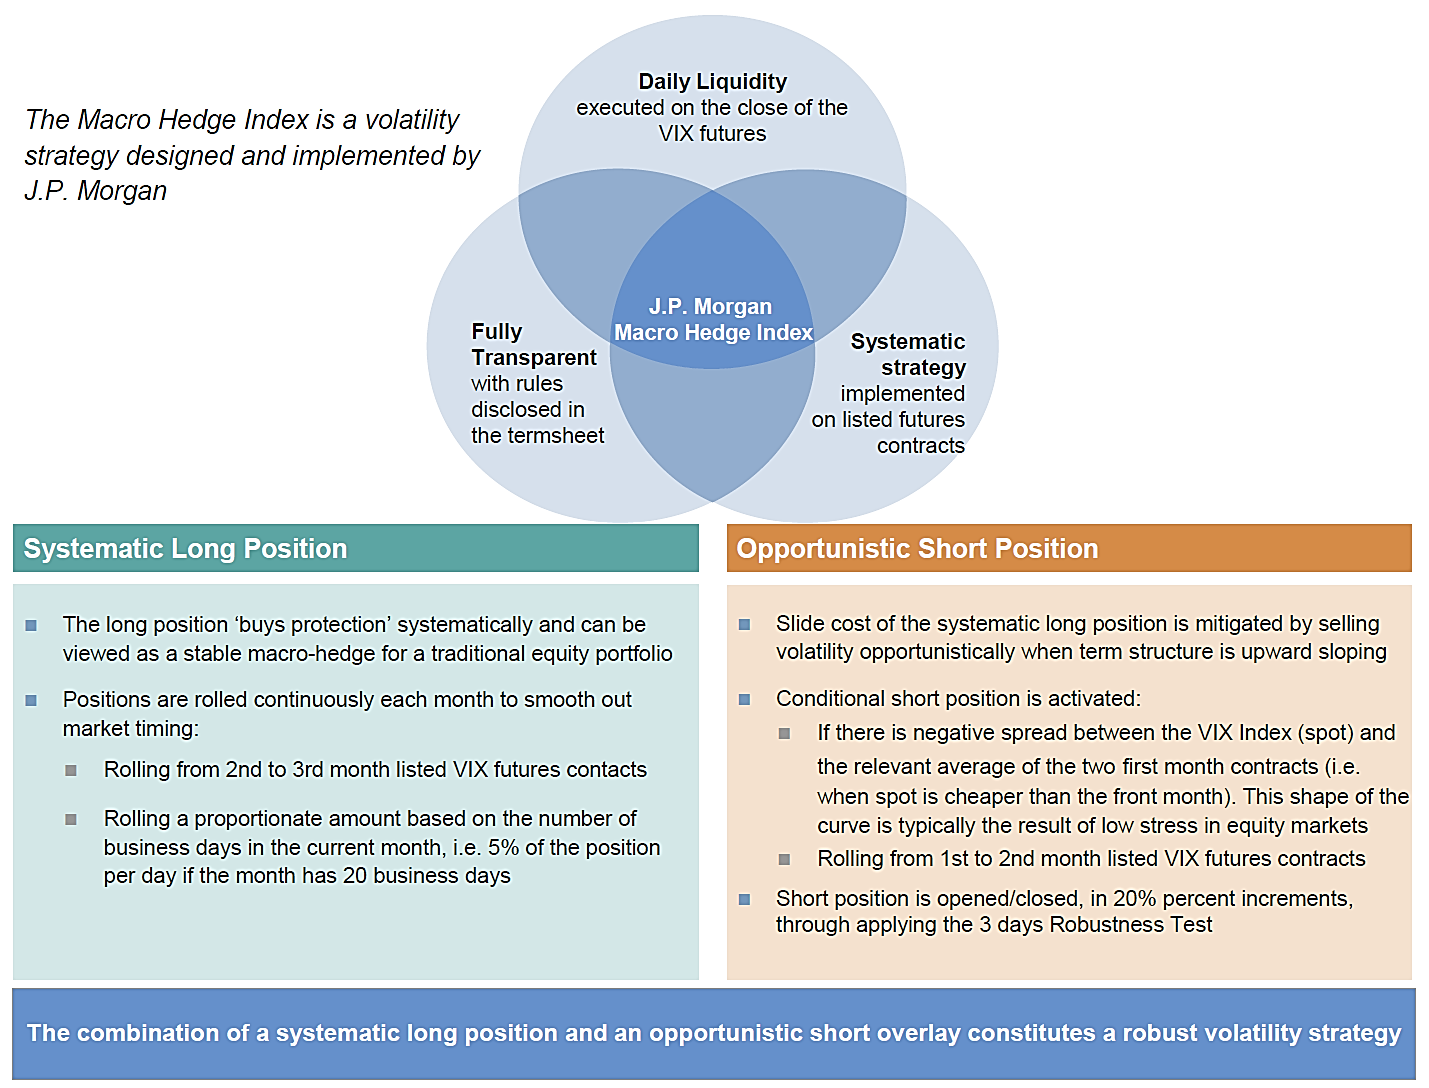 The Macro Hedge Index is a volatility
strategy designed and implemented by
J.P. Morgan
Daily Liquidity
executed on the close of the
VIX futures
J.P. Morgan
Macro Hedge Index
Fully
Transparent
with rules
disclosed in
the termsheet
Systematic
strategy
implemented
on listed futures
contracts
Systematic Long Position
The long position ‘buys protection’ systematically and can be
viewed as a stable macro-hedge for a traditional equity portfolio
Positions are rolled continuously each month to smooth out
market timing:
Rolling from 2nd to 3rd month listed VIX futures contacts
Rolling a proportionate amount based on the number of
business days in the current month, i.e. 5% of the position
per day if the month has 20 business days
Opportunistic Short Position
Slide cost of the systematic long position is mitigated by selling
volatility opportunistically when term structure is upward sloping
Conditional short position is activated:
If there is negative spread between the VIX Index (spot) and
the relevant average of the two first month contracts (i.e.
when spot is cheaper than the front month). This shape of the
curve is typically the result of low stress in equity markets
Rolling from 1st to 2nd month listed VIX futures contracts
Short position is opened/closed, in 20% percent increments,
through applying the 3 days Robustness Test
The combination of a systematic long position and an opportunistic short overlay constitutes a robust volatility strategy